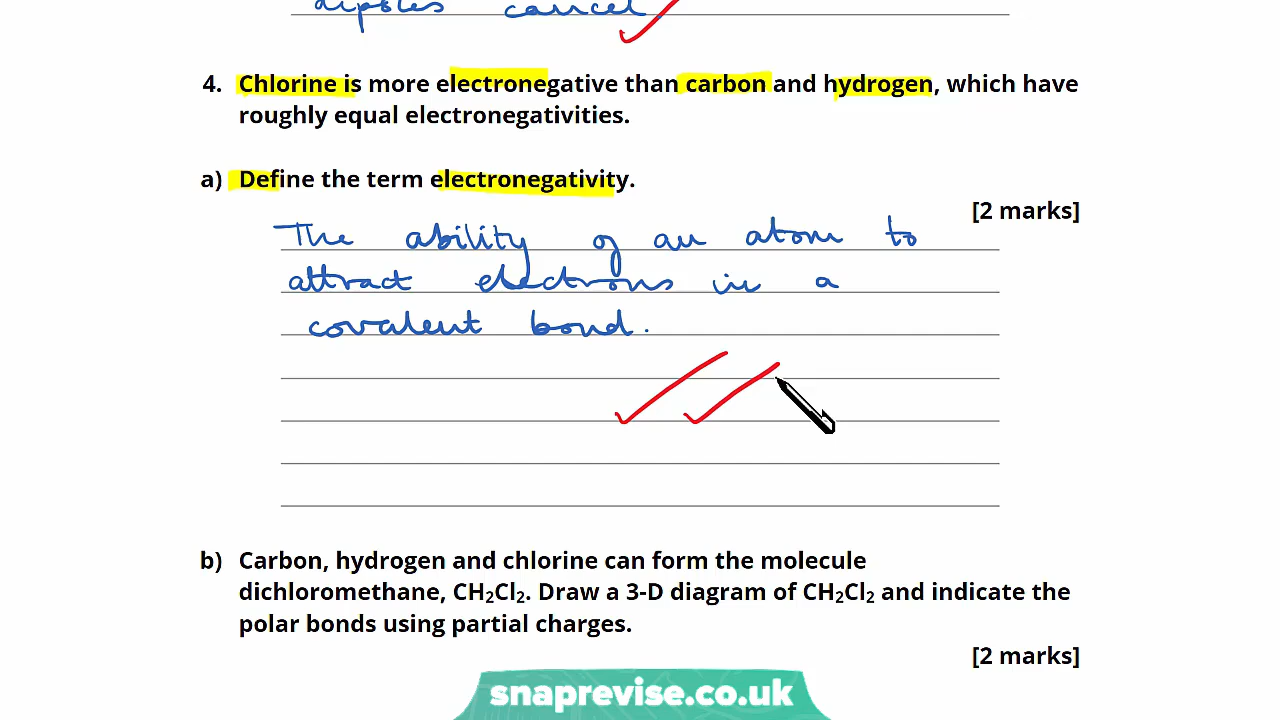 dipoles cancel
4. Chlorine is more electronegative than carbon and hydrogen, which have
roughly equal electronegativities.
a) Define the term electronegativity.
[2 marks]
The ability of an atom to
attract electrons in a
covalent bond.
b) Carbon, hydrogen and chlorine can form the molecule
dichloromethane, CH₂Cl₂. Draw a 3-D diagram of CH₂Cl₂ and indicate the
polar bonds using partial charges.
[2 marks]
snaprevise.co.uk